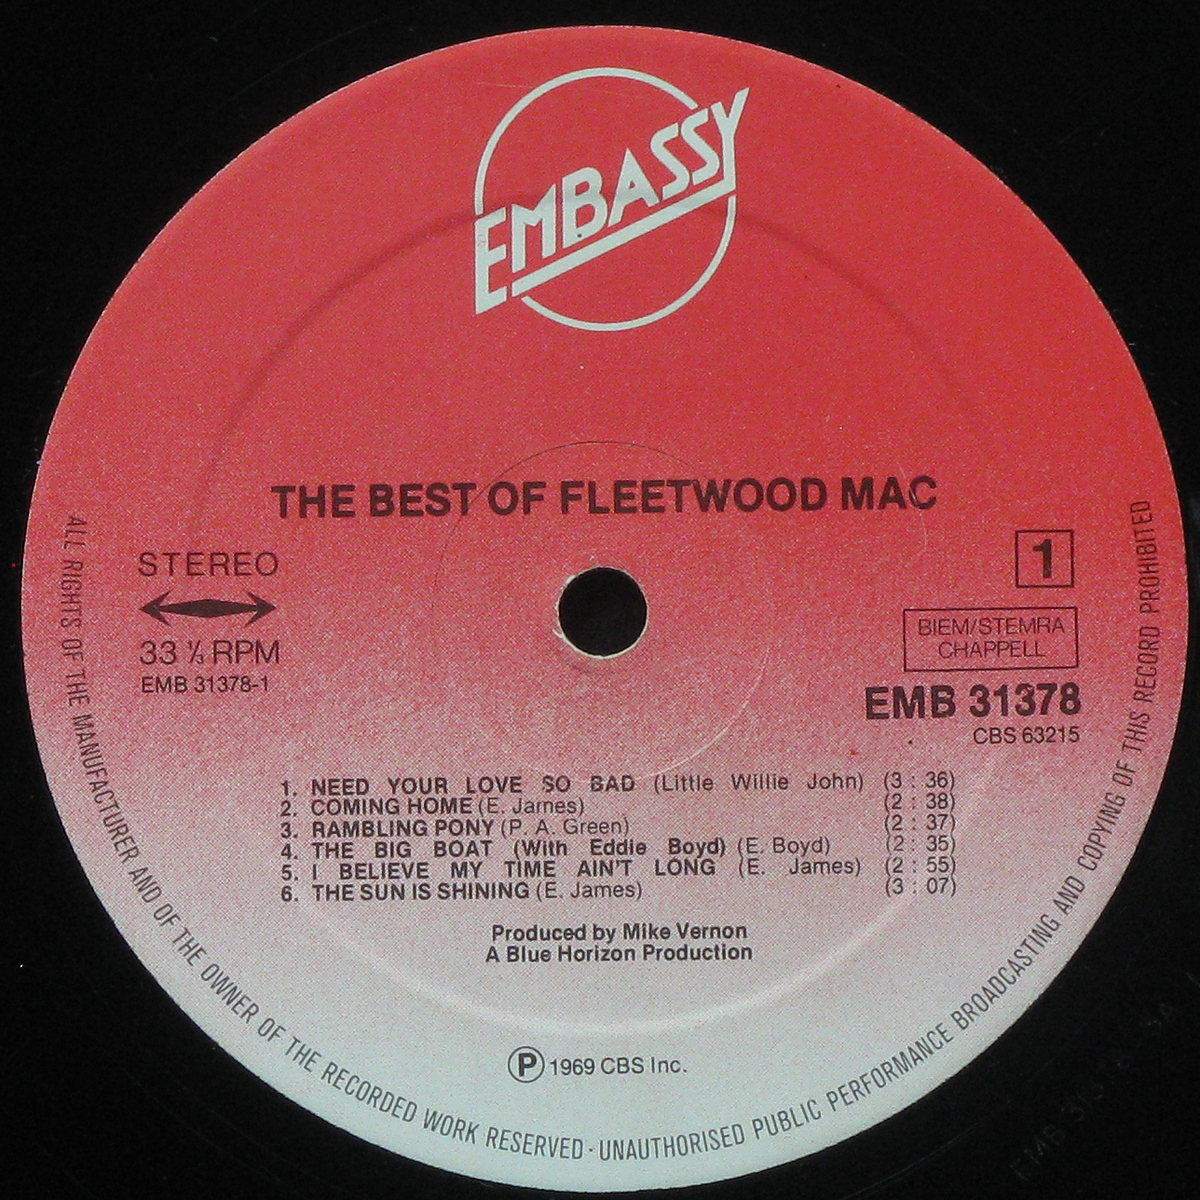 EMBASSY
THE BEST OF FLEETWOOD MAC
STEREO
33 ⅓ RPM
EMB 31378-1
1
BIEM/STEMRA
CHAPPELL
EMB 31378
CBS 63215
1. NEED YOUR LOVE SO BAD (Little Willie John) (3 : 36)
2. COMING HOME (E. James) (2 : 38)
3. RAMBLING PONY (P. A. Green) (2 : 37)
4. THE BIG BOAT (With Eddie Boyd) (E. Boyd) (2 : 35)
5. I BELIEVE MY TIME AIN'T LONG (E. James) (2 : 55)
6. THE SUN IS SHINING (E. James) (3 : 07)
Produced by Mike Vernon
A Blue Horizon Production
Ⓟ 1969 CBS Inc.
ALL RIGHTS OF THE MANUFACTURER AND OF THE OWNER OF THE RECORDED WORK RESERVED · UNAUTHORISED PUBLIC PERFORMANCE BROADCASTING AND COPYING OF THIS RECORD PROHIBITED